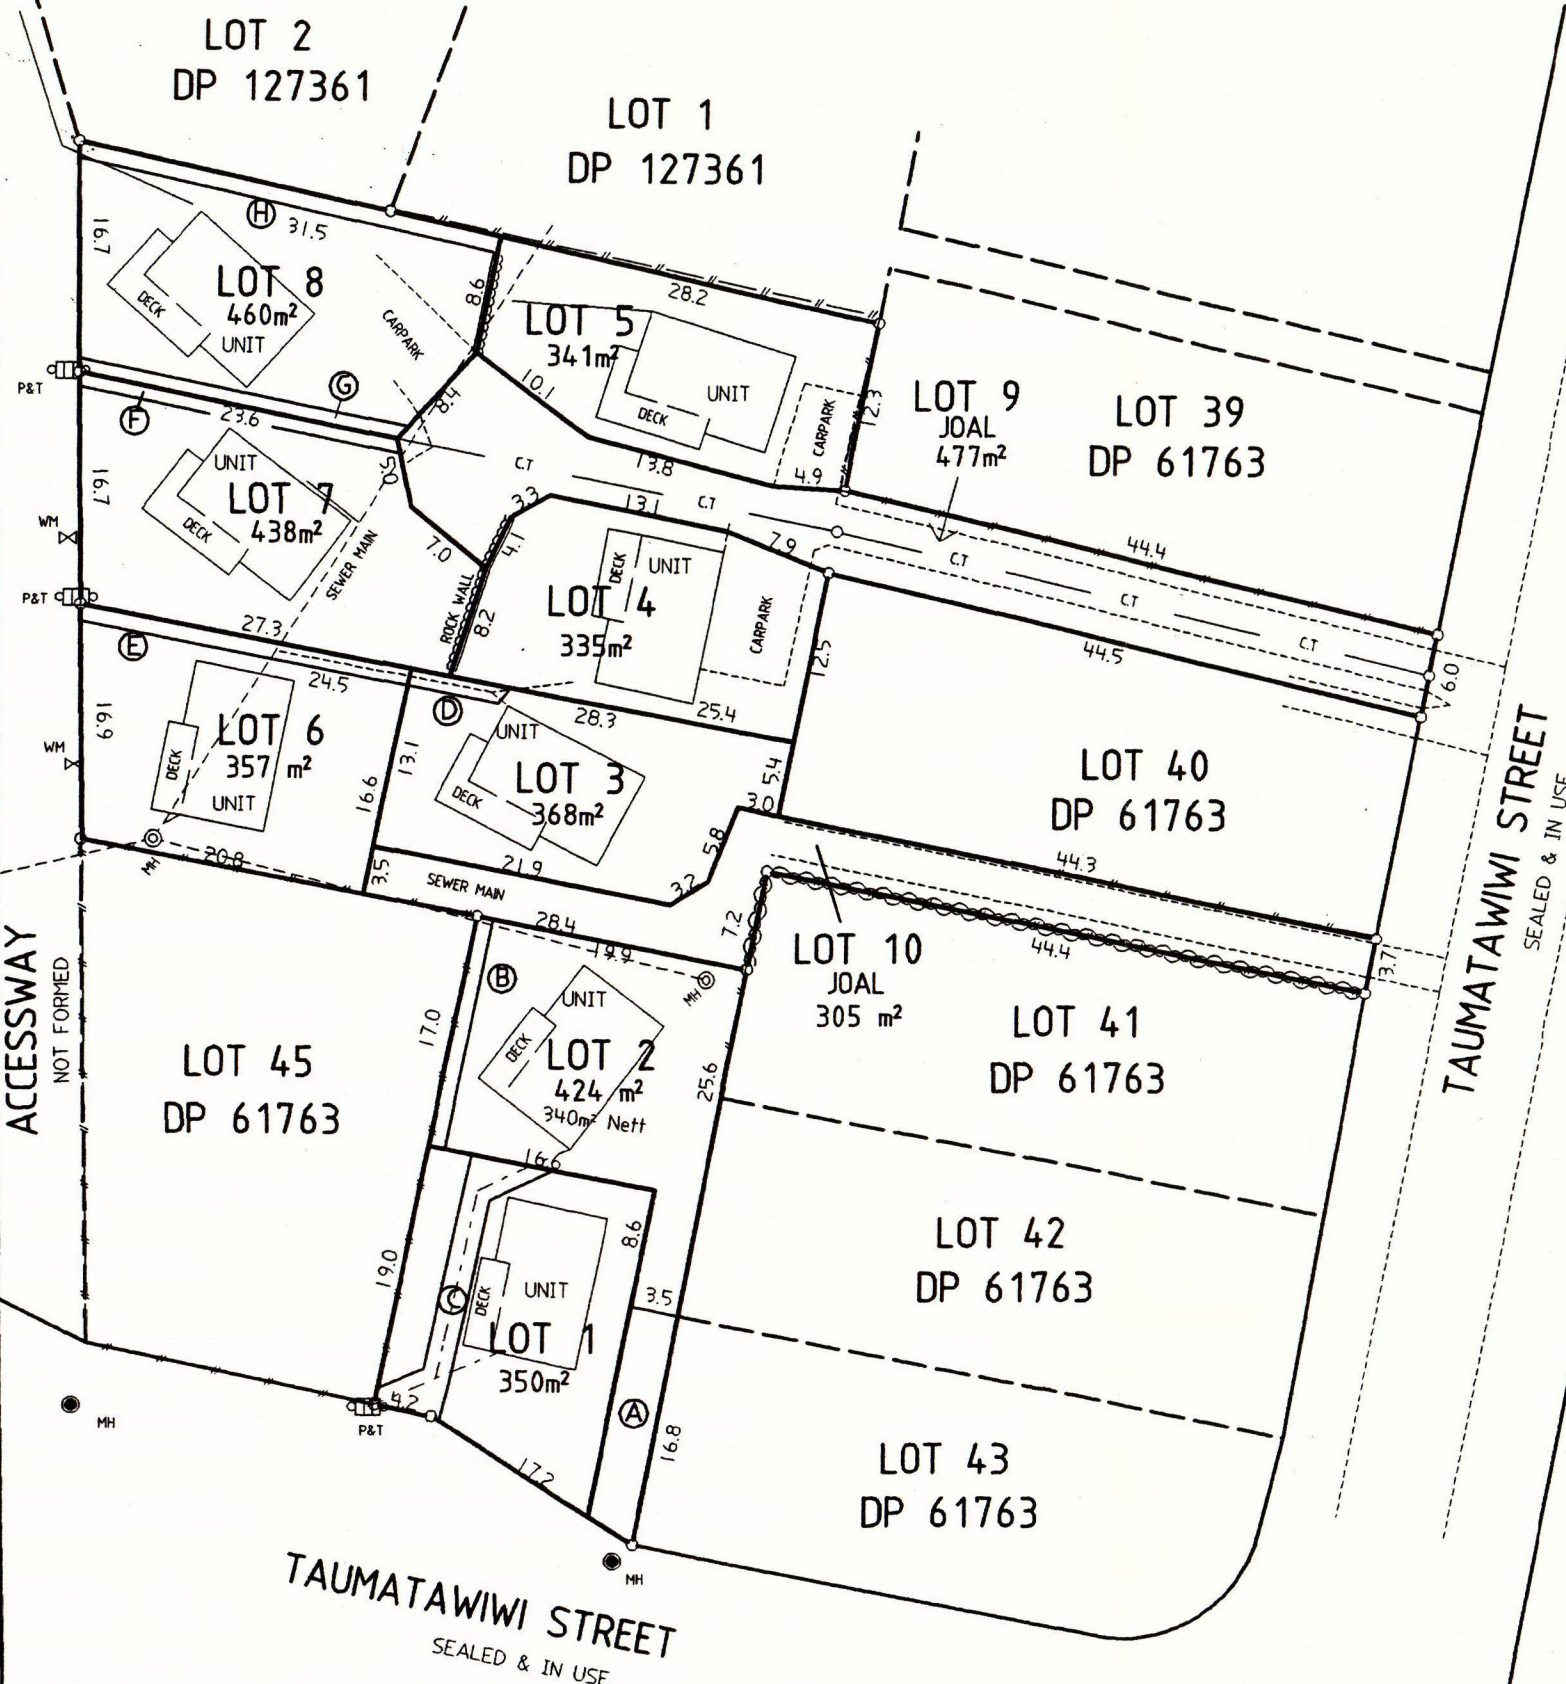 LOT 2
DP 127361
LOT 1
DP 127361
H
31.5
16.7
LOT 8
460m²
DECK
UNIT
CARPARK
8.6
28.2
LOT 5
341m²
UNIT
DECK
CARPARK
12.3
LOT 9
JOAL
477m²
LOT 39
DP 61763
P&T
F
G
23.6
8.4
10.1
13.8
4.9
5.0
C.T
C.T
C.T
C.T
C.T
44.4
16.7
UNIT
LOT 7
438m²
DECK
WM
SEWER MAIN
7.0
3.3
13.1
4.1
7.9
ROCK WALL
8.2
DECK
UNIT
LOT 4
335m²
CARPARK
12.5
44.5
6.0
P&T
27.3
E
24.5
D
28.3
25.4
16.9
WM
LOT 6
357 m²
DECK
UNIT
13.1
16.6
UNIT
LOT 3
368m²
DECK
5.4
3.0
5.8
LOT 40
DP 61763
TAUMATAWIWI STREET
SEALED & IN USE
20.8
MH
3.5
21.9
SEWER MAIN
3.2
44.3
28.4
19.9
7.2
MH
LOT 10
JOAL
305 m²
44.4
3.7
ACCESSWAY
NOT FORMED
B
17.0
UNIT
DECK
LOT 2
424 m²
340m² Nett
25.6
LOT 41
DP 61763
LOT 45
DP 61763
16.6
8.6
19.0
C
DECK
UNIT
LOT 1
350m²
3.5
LOT 42
DP 61763
A
16.8
4.2
P&T
MH
17.2
LOT 43
DP 61763
MH
TAUMATAWIWI STREET
SEALED & IN USE